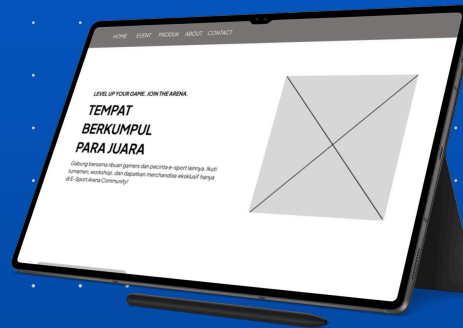 HOME EVENT PRODUK ABOUT CONTACT
LEVEL UP YOUR GAME. JOIN THE ARENA.
TEMPAT
BERKUMPUL
PARA JUARA
Gabung bersama ribuan gamers dan pecinta e-sport lainnya. Ikuti
turnamen, workshop, dan dapatkan merchandise eksklusif hanya
di E-Sport Arena Community!